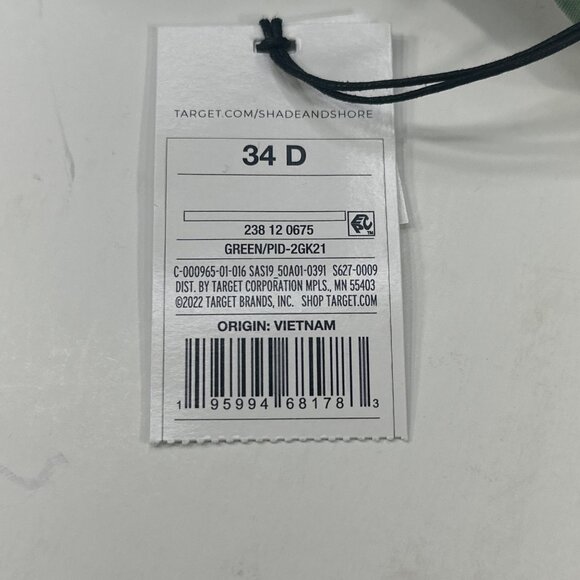 TARGET.COM/SHADEANDSHORE
34 D
238 12 0675
GREEN/PID-2GK21
C-000965-01-016 SAS19_50A01-0391 S627-0009
DIST. BY TARGET CORPORATION MPLS., MN 55403
©2022 TARGET BRANDS, INC. SHOP TARGET.COM
ORIGIN: VIETNAM
1 95994 68178 3